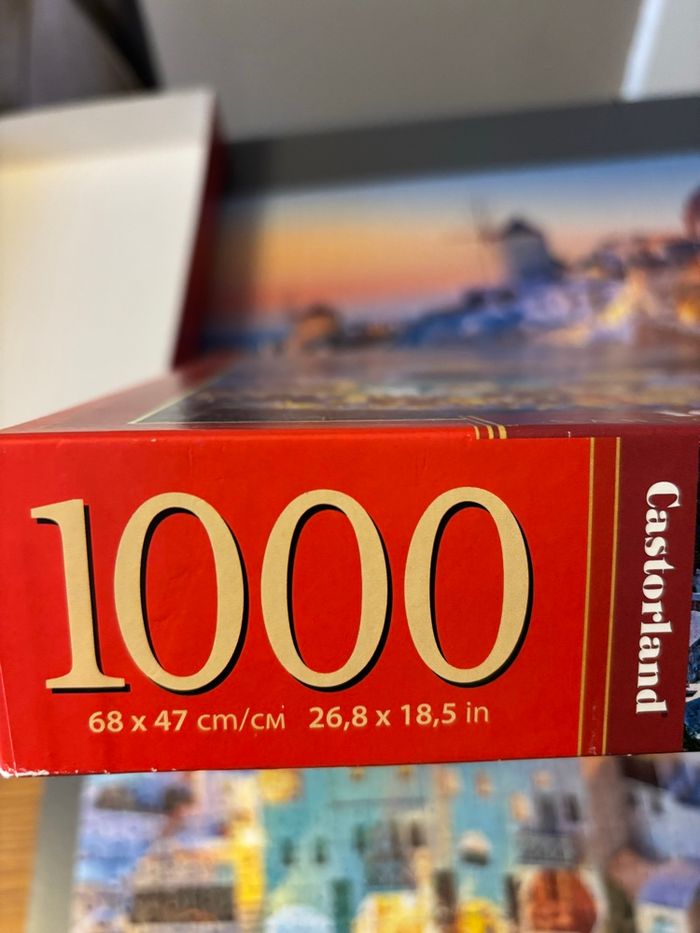 1000
68 x 47 cm/см 26,8 x 18,5 in
Castorland